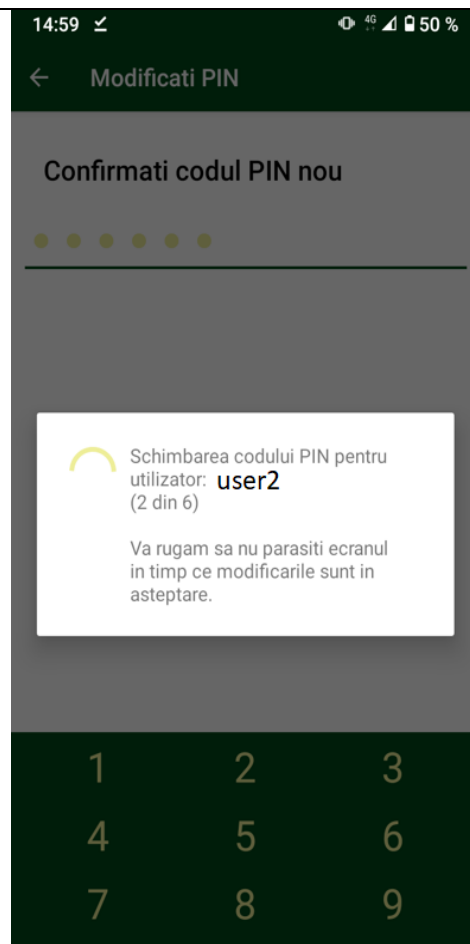 14:59 4G 50 %
Modificati PIN
Confirmati codul PIN nou
Schimbarea codului PIN pentru
utilizator: user2
(2 din 6)
Va rugam sa nu parasiti ecranul
in timp ce modificarile sunt in
asteptare.
1 2 3
4 5 6
7 8 9